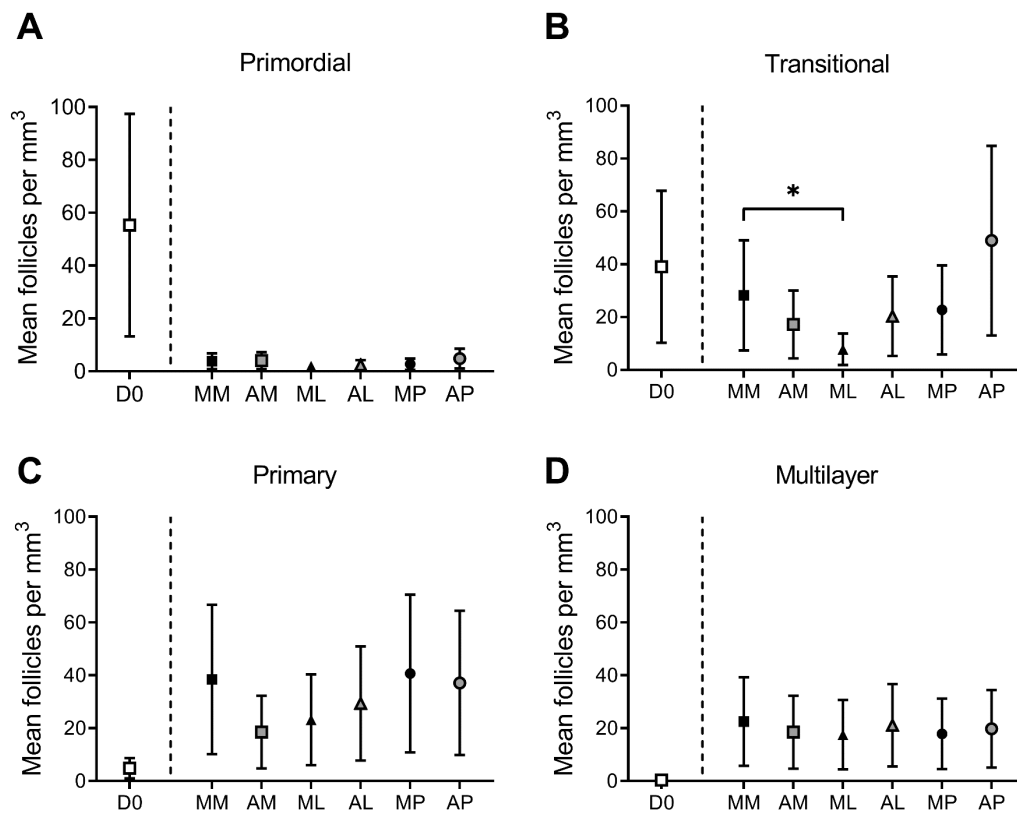 A
Primordial
Mean follicles per mm³
100
80
60
40
20
0
D0 MM AM ML AL MP AP
B
Transitional
Mean follicles per mm³
100
80
60
40
20
0
*
D0 MM AM ML AL MP AP
C
Primary
Mean follicles per mm³
100
80
60
40
20
0
D0 MM AM ML AL MP AP
D
Multilayer
Mean follicles per mm³
100
80
60
40
20
0
D0 MM AM ML AL MP AP